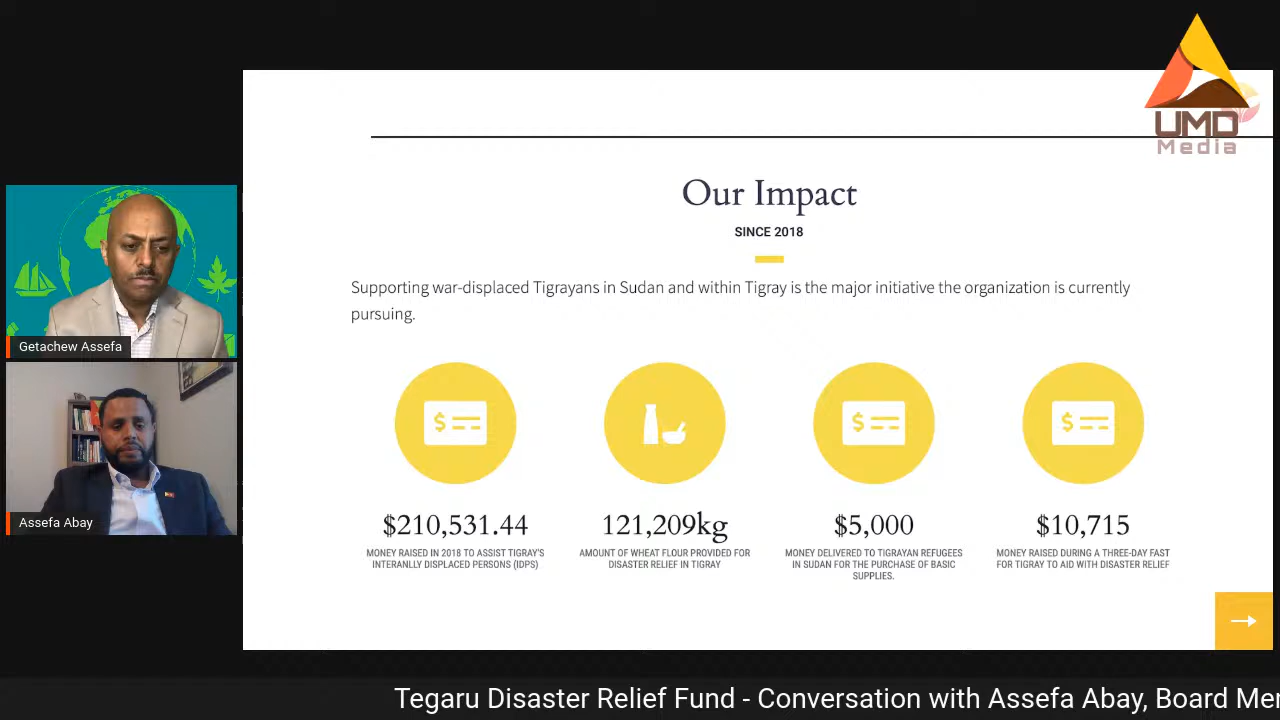 UMD
Media
Our Impact
SINCE 2018
Supporting war-displaced Tigrayans in Sudan and within Tigray is the major initiative the organization is currently
pursuing.
Getachew Assefa
Assefa Abay
$210,531.44
MONEY RAISED IN 2018 TO ASSIST TIGRAY'S
INTERANLLY DISPLACED PERSONS (IDPS)
121,209kg
AMOUNT OF WHEAT FLOUR PROVIDED FOR
DISASTER RELIEF IN TIGRAY
$5,000
MONEY DELIVERED TO TIGRAYAN REFUGEES
IN SUDAN FOR THE PURCHASE OF BASIC
SUPPLIES.
$10,715
MONEY RAISED DURING A THREE-DAY FAST
FOR TIGRAY TO AID WITH DISASTER RELIEF
Tegaru Disaster Relief Fund - Conversation with Assefa Abay, Board Mer